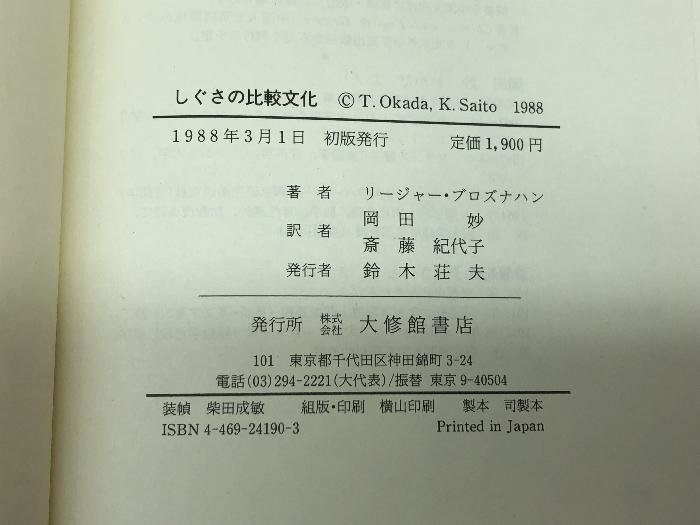 しぐさの比較文化 © T. Okada, K. Saito 1988
1988年3月1日 初版発行 定価1,900円
著者 リージャー・ブロズナハン
訳者 岡田 妙
斎藤 紀代子
発行者 鈴木荘夫
発行所 株式会社 大修館書店
101 東京都千代田区神田錦町3-24
電話(03)294-2221(大代表)/振替 東京9-40504
装幀 柴田成敏 組版・印刷 横山印刷 製本 司製本
ISBN 4-469-24190-3 Printed in Japan